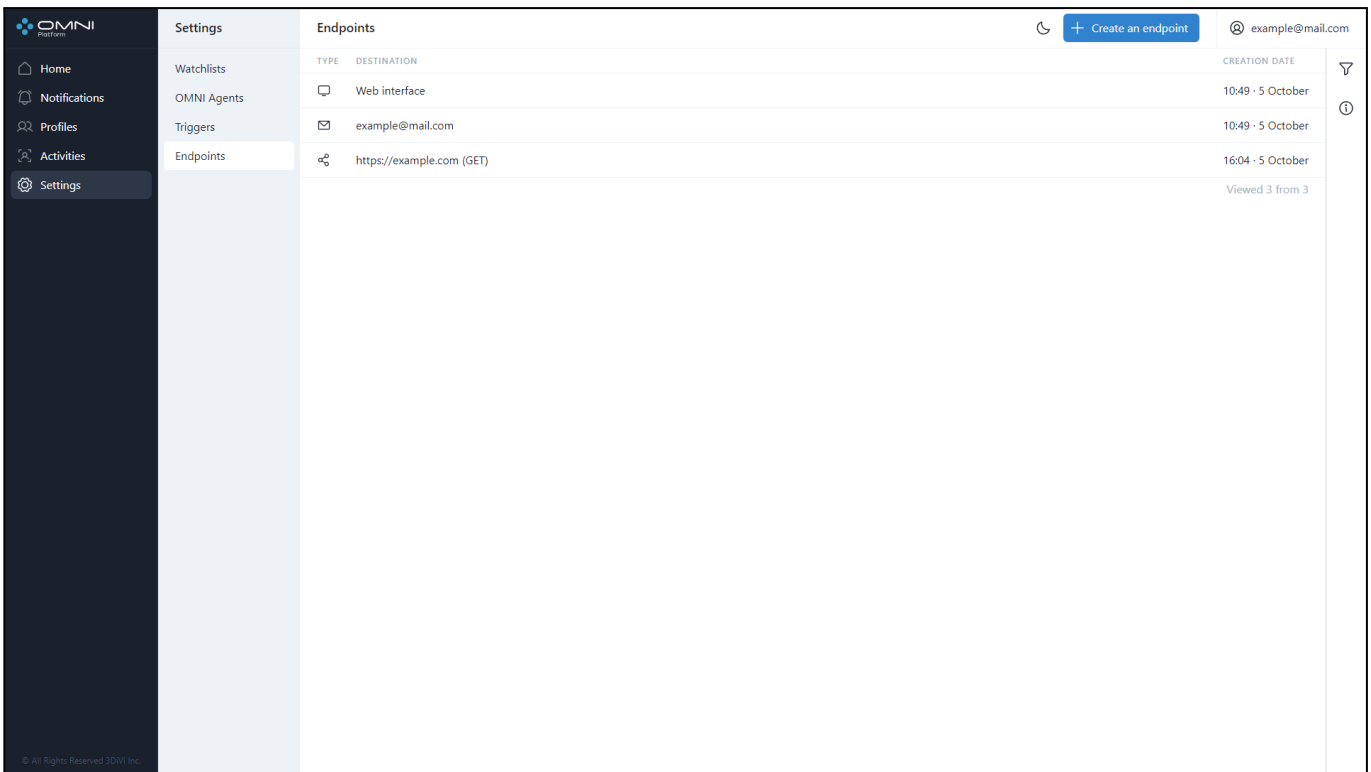 OMNI
Platform
Home
Notifications
Profiles
Activities
Settings
© All Rights Reserved 3DiVi Inc.
Settings
Watchlists
OMNI Agents
Triggers
Endpoints
Endpoints
Create an endpoint
example@mail.com
TYPE DESTINATION CREATION DATE
Web interface 10:49 · 5 October
example@mail.com 10:49 · 5 October
https://example.com (GET) 16:04 · 5 October
Viewed 3 from 3